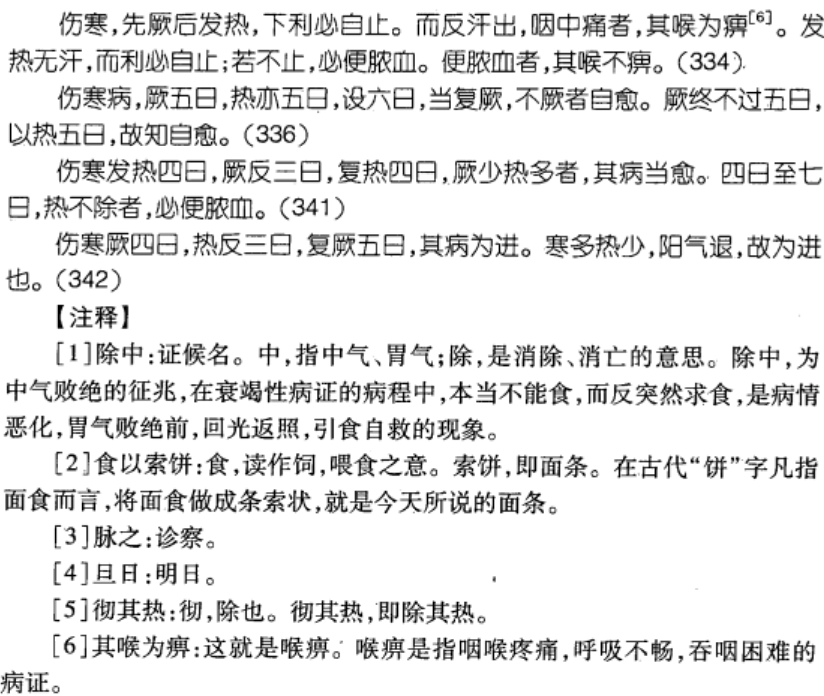 伤寒,先厥后发热,下利必自止。而反汗出,咽中痛者,其喉为痹[6]。发
热无汗,而利必自止;若不止,必便脓血。便脓血者,其喉不痹。(334)
伤寒病,厥五日,热亦五日,设六日,当复厥,不厥者自愈。厥终不过五日,
以热五日,故知自愈。(336)
伤寒发热四日,厥反三日,复热四日,厥少热多者,其病当愈。四日至七
日,热不除者,必便脓血。(341)
伤寒厥四日,热反三日,复厥五日,其病为进。寒多热少,阳气退,故为进
也。(342)
【注释】
[1]除中:证候名。中,指中气、胃气;除,是消除、消亡的意思。除中,为
中气败绝的征兆,在衰竭性病证的病程中,本当不能食,而反突然求食,是病情
恶化,胃气败绝前,回光返照,引食自救的现象。
[2]食以索饼:食,读作饲,喂食之意。索饼,即面条。在古代“饼”字凡指
面食而言,将面食做成条索状,就是今天所说的面条。
[3]脉之:诊察。
[4]旦日:明日。
[5]彻其热:彻,除也。彻其热,即除其热。
[6]其喉为痹:这就是喉痹。喉痹是指咽喉疼痛,呼吸不畅,吞咽困难的
病证。